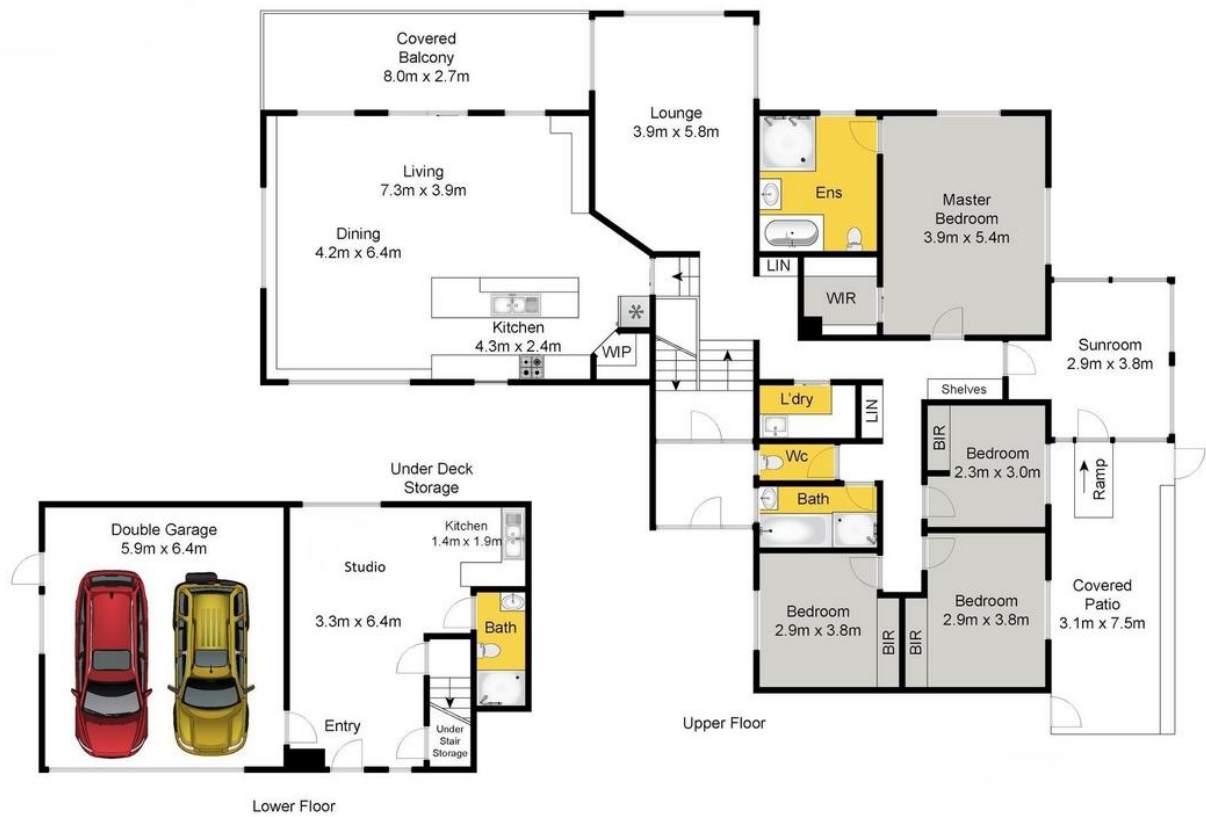 Covered
Balcony
8.0m x 2.7m
Lounge
3.9m x 5.8m
Living
7.3m x 3.9m
Dining
4.2m x 6.4m
Kitchen
4.3m x 2.4m
WIP
Ens
LIN
WIR
Master
Bedroom
3.9m x 5.4m
Sunroom
2.9m x 3.8m
Shelves
L'dry
LIN
Wc
Bath
BIR
Bedroom
2.3m x 3.0m
Ramp
Bedroom
2.9m x 3.8m
BIR
BIR
Bedroom
2.9m x 3.8m
Covered
Patio
3.1m x 7.5m
Upper Floor
Under Deck
Storage
Double Garage
5.9m x 6.4m
Kitchen
1.4m x 1.9m
Studio
3.3m x 6.4m
Bath
Entry
Under
Stair
Storage
Lower Floor